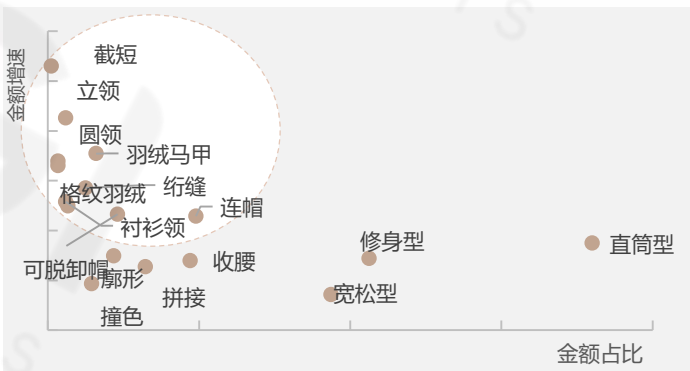 金额增速
截短
立领
圆领
羽绒马甲
绗缝
格纹羽绒
连帽
衬衫领
可脱卸帽
廓形
撞色
拼接
收腰
修身型
宽松型
直筒型
金额占比